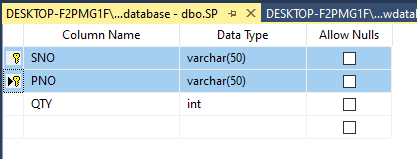 DESKTOP-F2PMG1F\...database - dbo.SP DESKTOP-F2PMG1F\...wdatab
Column Name Data Type Allow Nulls
SNO varchar(50)
PNO varchar(50)
QTY int